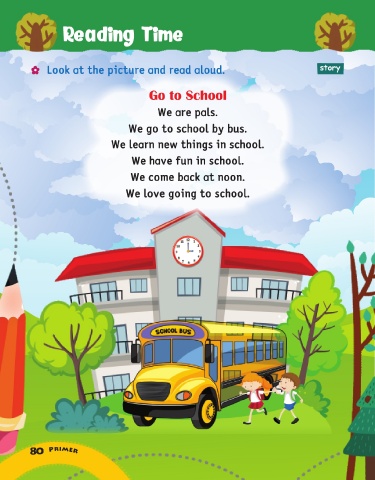 Reading Time
Look at the picture and read aloud.
story
Go to School
We are pals.
We go to school by bus.
We learn new things in school.
We have fun in school.
We come back at noon.
We love going to school.
SCHOOL BUS
80 PRIMER